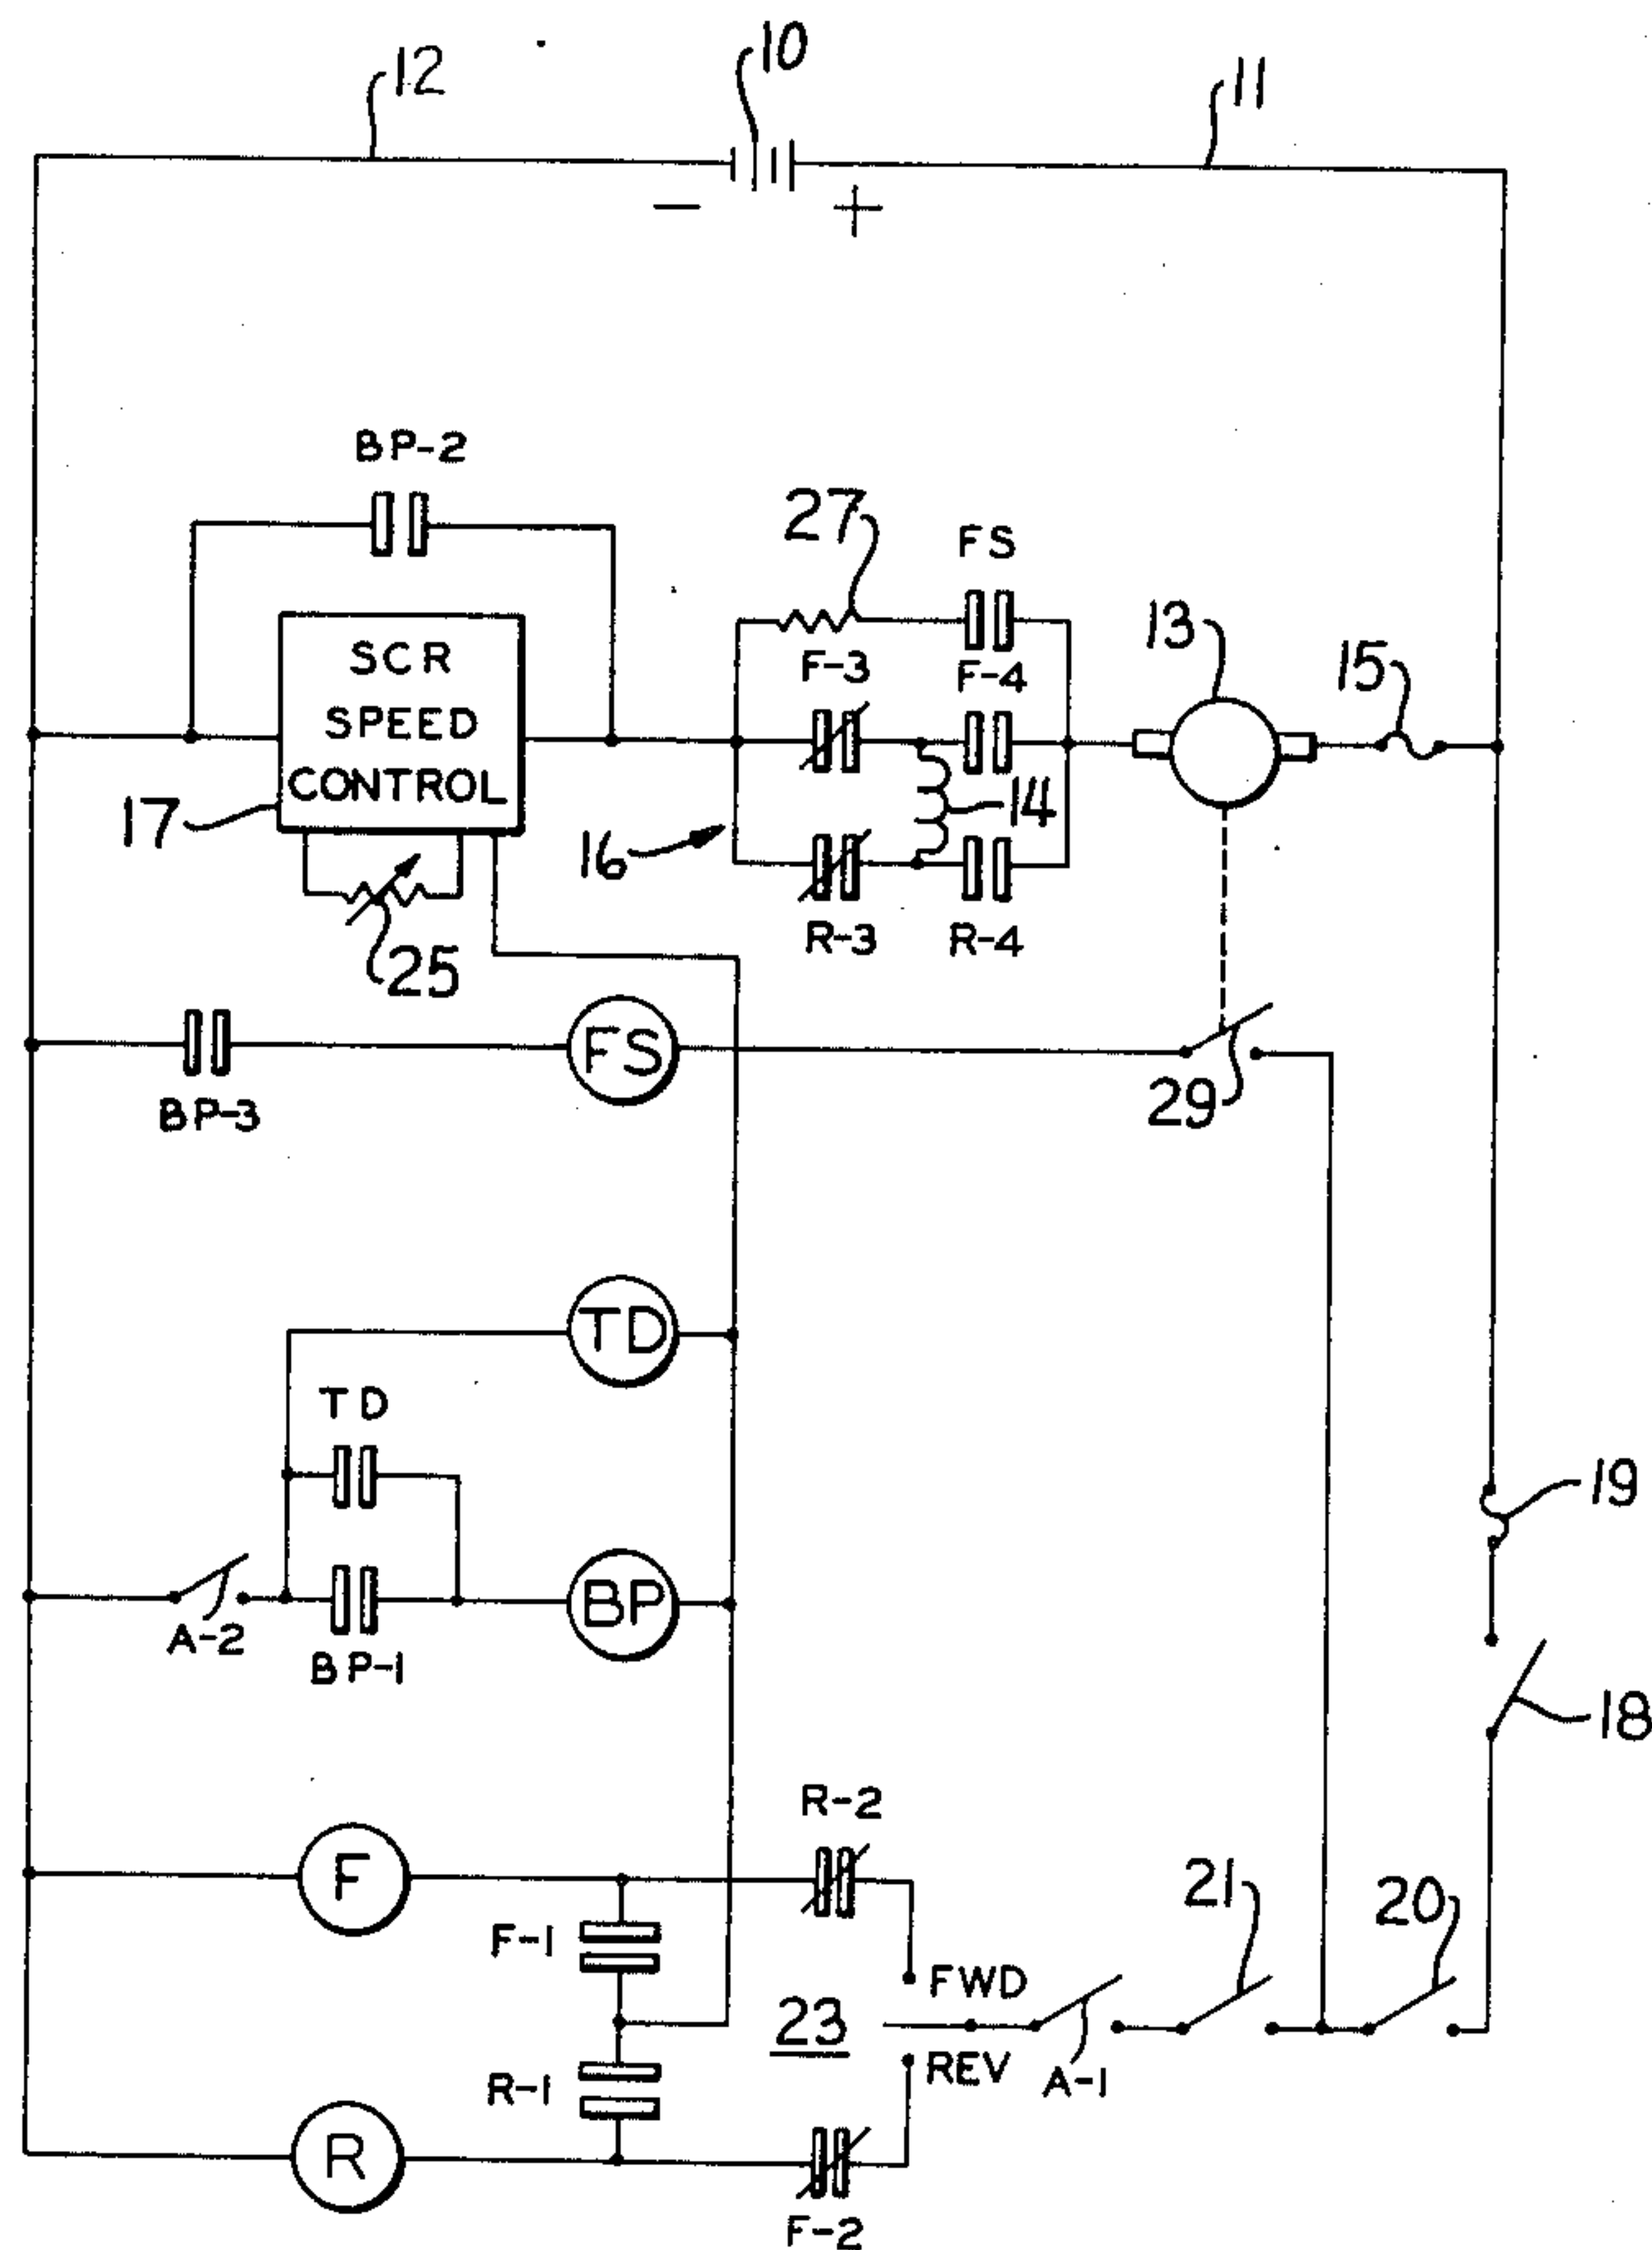 12
10
11
− +
BP-2
27
FS
13
15
SCR
SPEED
CONTROL
F-3
F-4
17
16
14
25
R-3
R-4
FS
BP-3
29
TD
TD
19
A-2
BP-1
BP
18
R-2
F
F-1
21
20
23
FWD
REV
A-1
R-1
R
F-2